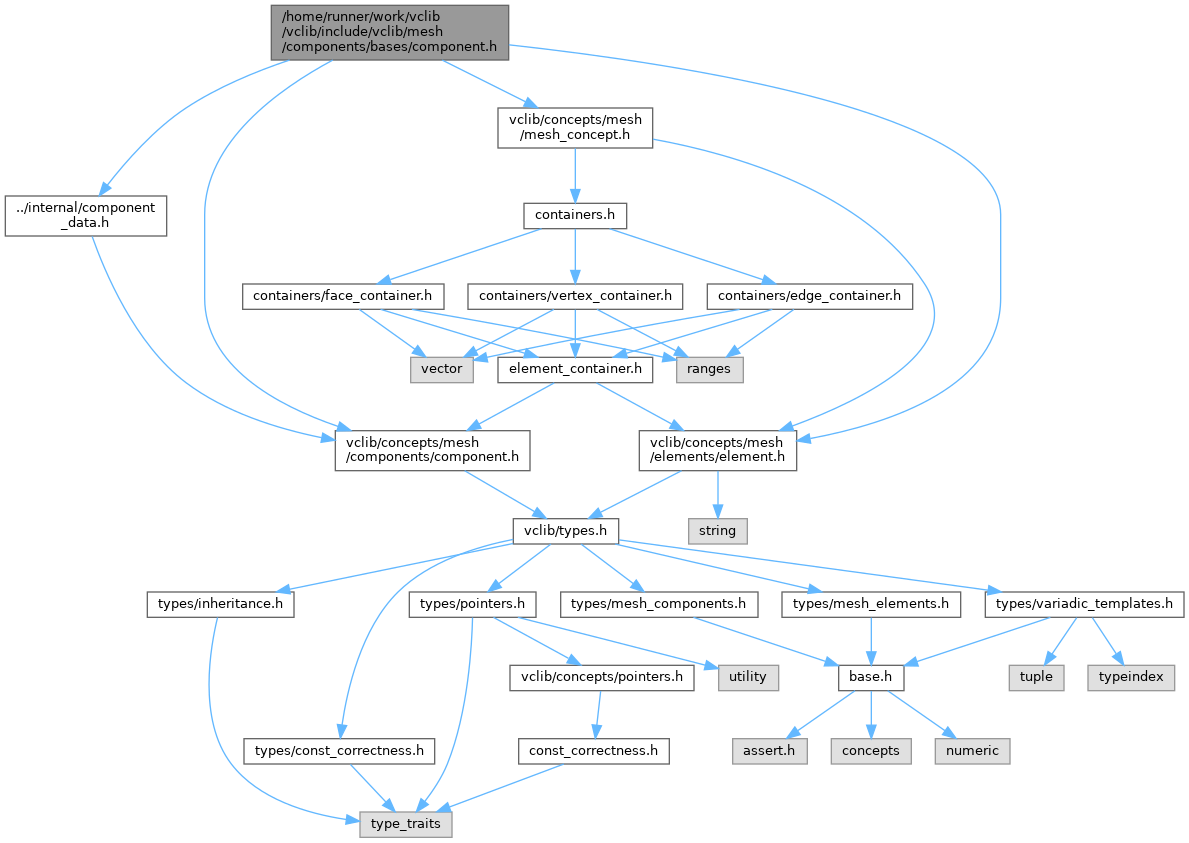 /home/runner/work/vclib
/vclib/include/vclib/mesh
/components/bases/component.h
vclib/concepts/mesh
/mesh_concept.h
../internal/component
_data.h
containers.h
containers/face_container.h
containers/vertex_container.h
containers/edge_container.h
vector
element_container.h
ranges
vclib/concepts/mesh
/components/component.h
vclib/concepts/mesh
/elements/element.h
vclib/types.h
string
types/inheritance.h
types/pointers.h
types/mesh_components.h
types/mesh_elements.h
types/variadic_templates.h
vclib/concepts/pointers.h
utility
base.h
tuple
typeindex
types/const_correctness.h
const_correctness.h
assert.h
concepts
numeric
type_traits